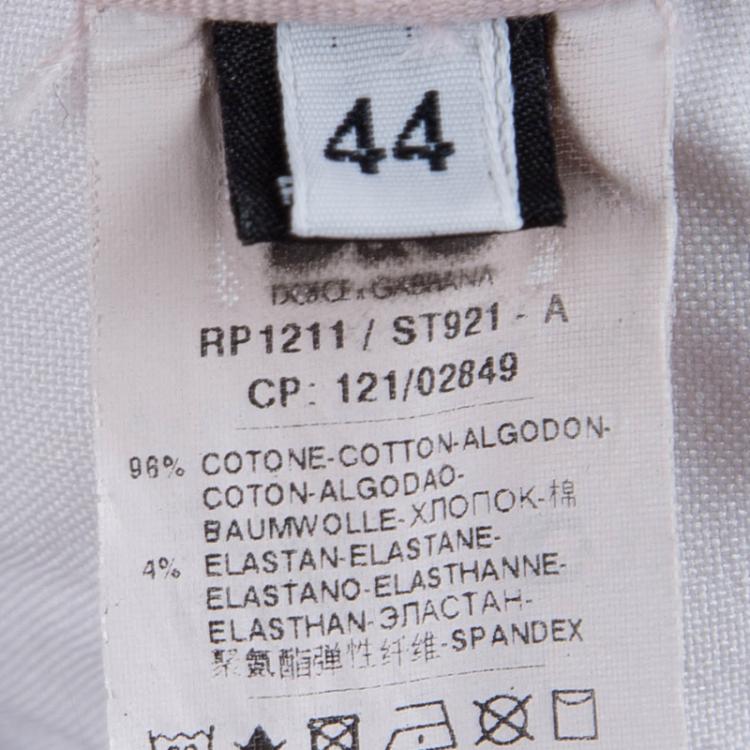 44
DOLCE & GABBANA
RP1211 / ST921 - A
CP: 121/02849
96% COTONE-COTTON-ALGODON-
COTON-ALGODAO-
BAUMWOLLE-ХЛОПОК-棉
4% ELASTAN-ELASTANE-
ELASTANO-ELASTHANNE-
ELASTHAN-ЭЛАСТАН-
聚氨酯弹性纤维-SPANDEX